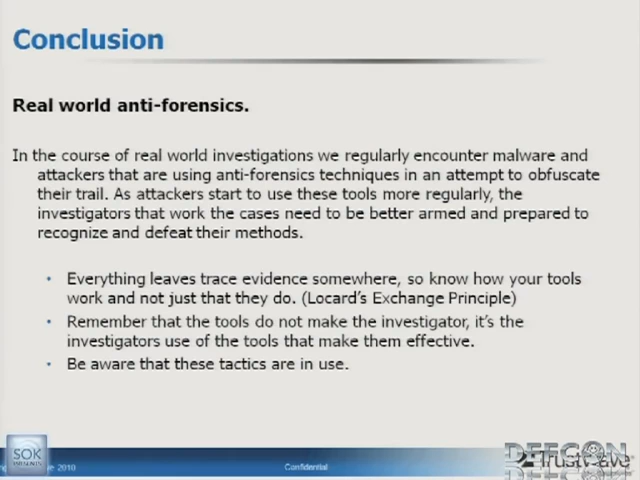 Conclusion
Real world anti-forensics.
In the course of real world investigations we regularly encounter malware and
attackers that are using anti-forensics techniques in an attempt to obfuscate
their trail. As attackers start to use these tools more regularly, the
investigators that work the cases need to be better armed and prepared to
recognize and defeat their methods.
• Everything leaves trace evidence somewhere, so know how your tools
work and not just that they do. (Locard's Exchange Principle)
• Remember that the tools do not make the investigator, it's the
investigators use of the tools that make them effective.
• Be aware that these tactics are in use.
SOK
2010
Confidential
DEFCON
Trustwave